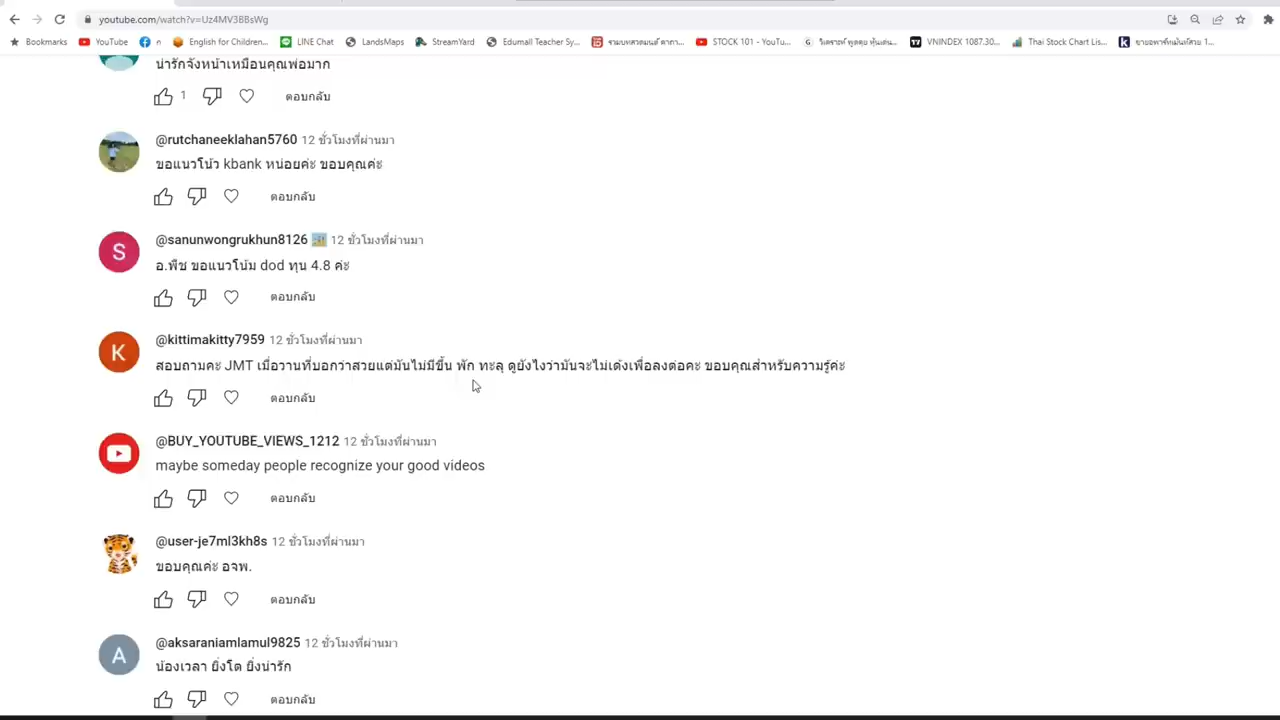 youtube.com/watch?v=Uz4MV3BBsWg
Bookmarks YouTube ก English for Children... LINE Chat LandsMaps StreamYard Edumall Teacher Sy... STOCK 101 - YouTu... VNINDEX 1087.30... Thai Stock Chart Lis...
น่ารักจังหน้าเหมือนคุณพ่อมาก
1 ตอบกลับ
@rutchaneeklahan5760 12 ชั่วโมงที่ผ่านมา
ขอแนวโน้ว kbank หน่อยค่ะ ขอบคุณค่ะ
ตอบกลับ
@sanunwongrukhun8126 12 ชั่วโมงที่ผ่านมา
อ.พีช ขอแนวโน้ม dod ทุน 4.8 ค่ะ
ตอบกลับ
@kittimakitty7959 12 ชั่วโมงที่ผ่านมา
สอบถามคะ JMT เมื่อวานที่บอกว่าสวยแต่มันไม่มีขึ้น พัก ทะลุ ดูยังไงว่ามันจะไม่เด้งเพื่อลงต่อคะ ขอบคุณสำหรับความรู้ค่ะ
ตอบกลับ
@BUY_YOUTUBE_VIEWS_1212 12 ชั่วโมงที่ผ่านมา
maybe someday people recognize your good videos
ตอบกลับ
@user-je7ml3kh8s 12 ชั่วโมงที่ผ่านมา
ขอบคุณค่ะ อจพ.
ตอบกลับ
@aksaraniamlamul9825 12 ชั่วโมงที่ผ่านมา
น้องเวลา ยิ่งโต ยิ่งน่ารัก
ตอบกลับ
S
K
A